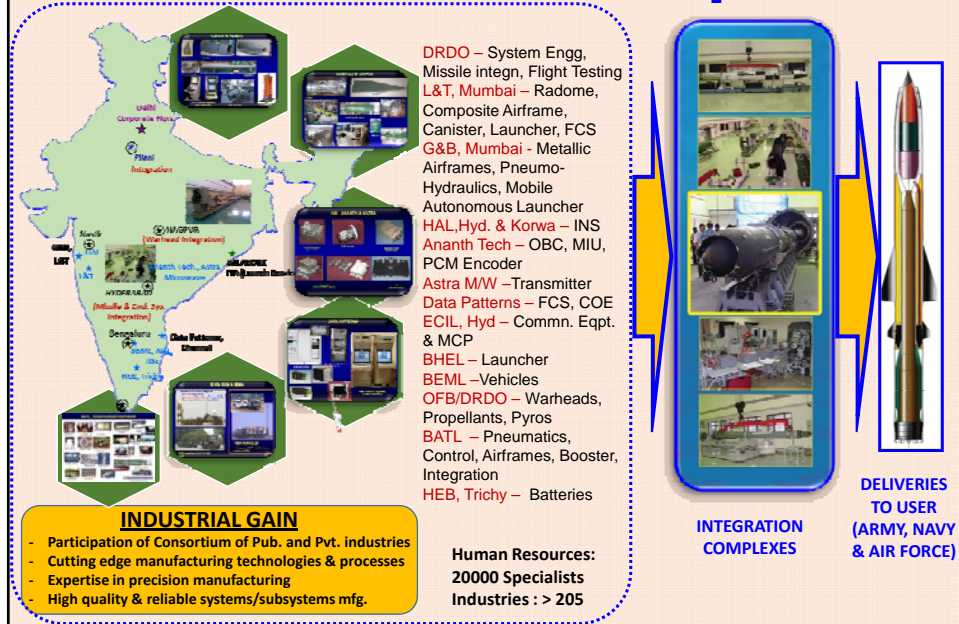 Delhi
Pilani
Integration
NAGPUR
(Warhead Integration)
HYDERABAD
Integration)
Bengaluru
DRDO – System Engg,
Missile integn, Flight Testing
L&T, Mumbai – Radome,
Composite Airframe,
Canister, Launcher, FCS
G&B, Mumbai - Metallic
Airframes, Pneumo-
Hydraulics, Mobile
Autonomous Launcher
HAL,Hyd. & Korwa – INS
Ananth Tech – OBC, MIU,
PCM Encoder
Astra M/W –Transmitter
Data Patterns – FCS, COE
ECIL, Hyd – Commn. Eqpt.
& MCP
BHEL – Launcher
BEML –Vehicles
OFB/DRDO – Warheads,
Propellants, Pyros
BATL – Pneumatics,
Control, Airframes, Booster,
Integration
HEB, Trichy – Batteries
INDUSTRIAL GAIN
- Participation of Consortium of Pub. and Pvt. industries
- Cutting edge manufacturing technologies & processes
- Expertise in precision manufacturing
- High quality & reliable systems/subsystems mfg.
Human Resources:
20000 Specialists
Industries : > 205
INTEGRATION
COMPLEXES
DELIVERIES
TO USER
(ARMY, NAVY
& AIR FORCE)